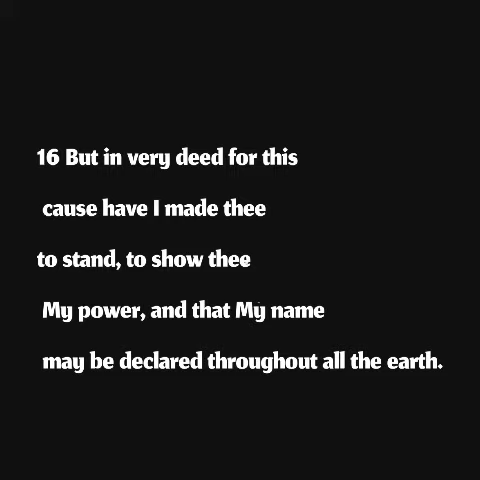 16 But in very deed for this
cause have I made thee
to stand, to show thee
My power, and that My name
may be declared throughout all the earth.